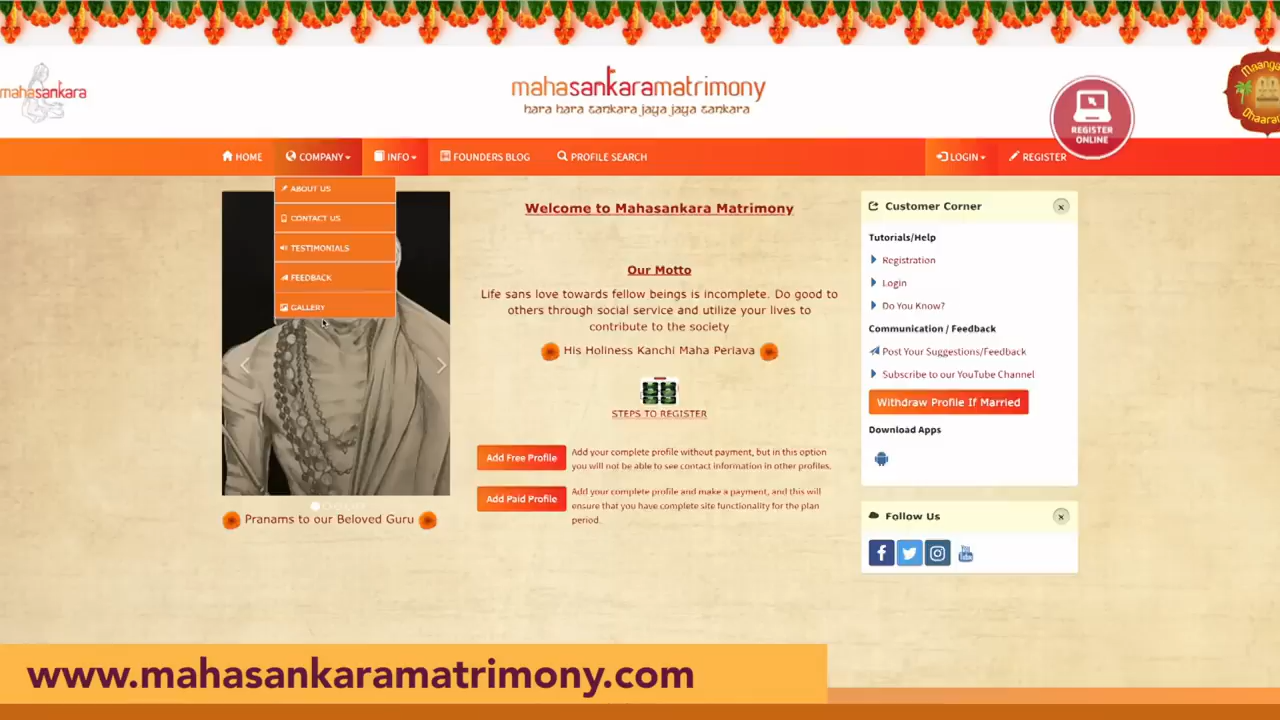 mahasankara
mahasankaramatrimony
hara hara sankara jaya jaya sankara
REGISTER
ONLINE
HOME
COMPANY
INFO
FOUNDERS BLOG
PROFILE SEARCH
LOGIN
REGISTER
ABOUT US
CONTACT US
TESTIMONIALS
FEEDBACK
GALLERY
Pranams to our Beloved Guru
Welcome to Mahasankara Matrimony
Our Motto
Life sans love towards fellow beings is incomplete. Do good to
others through social service and utilize your lives to
contribute to the society
His Holiness Kanchi Maha Periava
STEPS TO REGISTER
Add Free Profile
Add your complete profile without payment, but in this option
you will not be able to see contact information in other profiles.
Add Paid Profile
Add your complete profile and make a payment, and this will
ensure that you have complete site functionality for the plan
period.
Customer Corner
Tutorials/Help
Registration
Login
Do You Know?
Communication / Feedback
Post Your Suggestions/Feedback
Subscribe to our YouTube Channel
Withdraw Profile If Married
Download Apps
Follow Us
www.mahasankaramatrimony.com